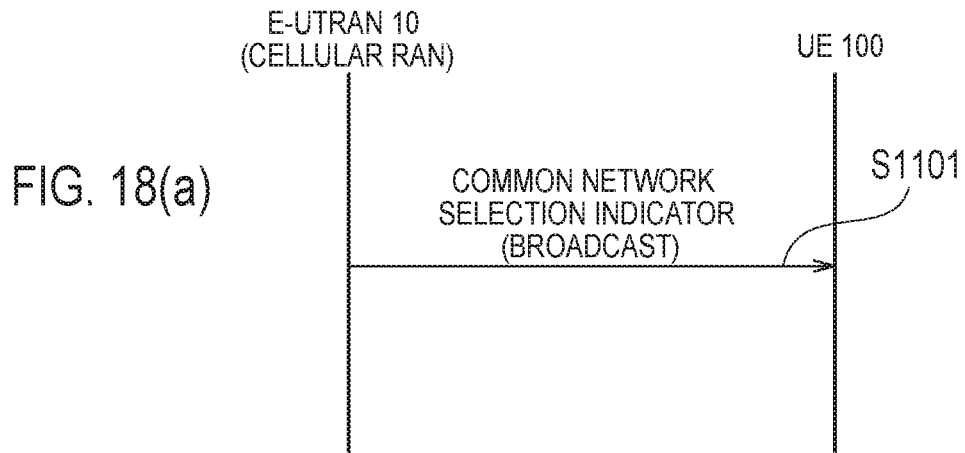 E-UTRAN 10
(CELLULAR RAN)
UE 100
FIG. 18(a)
COMMON NETWORK
SELECTION INDICATOR
(BROADCAST)
S1101